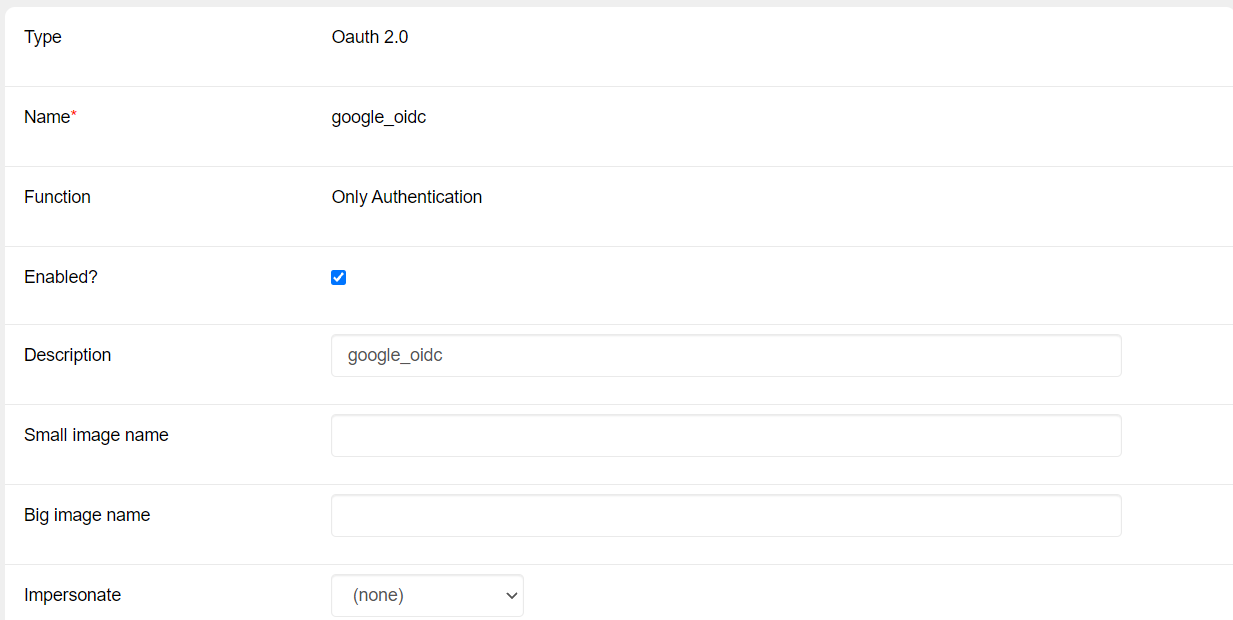 Type Oauth 2.0
Name* google_oidc
Function Only Authentication
Enabled?
Description google_oidc
Small image name
Big image name
Impersonate (none)